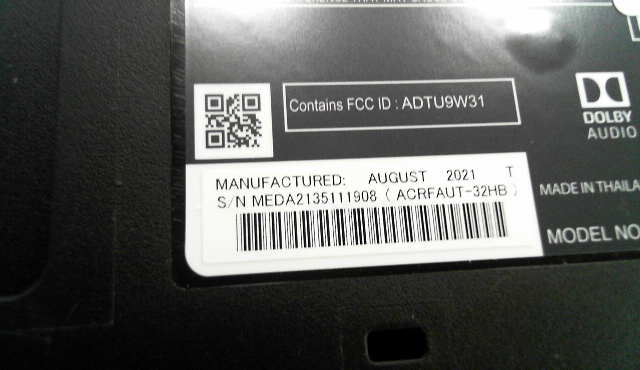 Contains FCC ID : ADTU9W31
DOLBY
AUDIO
MANUFACTURED: AUGUST 2021 T
S/N MEDA2135111908 ( ACRFAUT-32HB )
MADE IN THAILA
MODEL NO